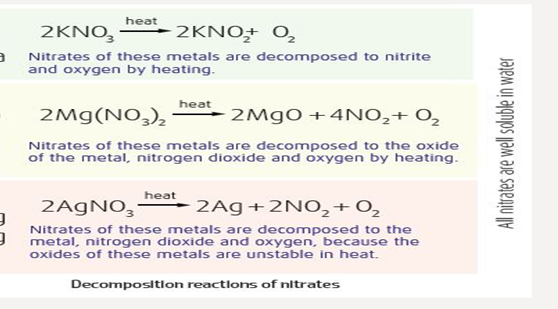 2KNO₃ heat → 2KNO₂+ O₂
Nitrates of these metals are decomposed to nitrite
and oxygen by heating.
2Mg(NO₃)₂ heat → 2MgO + 4NO₂+ O₂
Nitrates of these metals are decomposed to the oxide
of the metal, nitrogen dioxide and oxygen by heating.
2AgNO₃ heat → 2Ag + 2NO₂ + O₂
Nitrates of these metals are decomposed to the
metal, nitrogen dioxide and oxygen, because the
oxides of these metals are unstable in heat.
All nitrates are well soluble in water
Decomposition reactions of nitrates